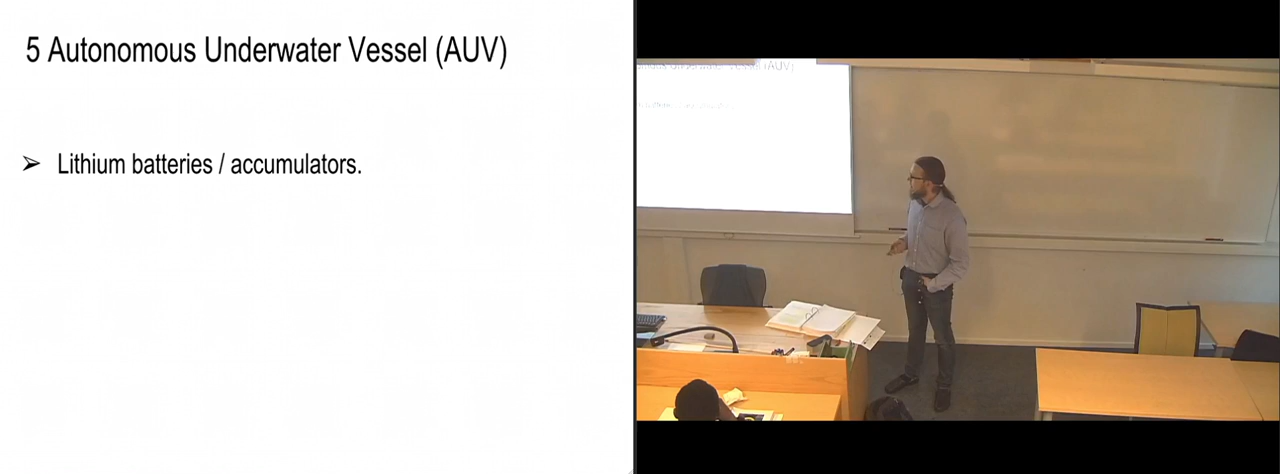 5 Autonomous Underwater Vessel (AUV)
➢ Lithium batteries / accumulators.